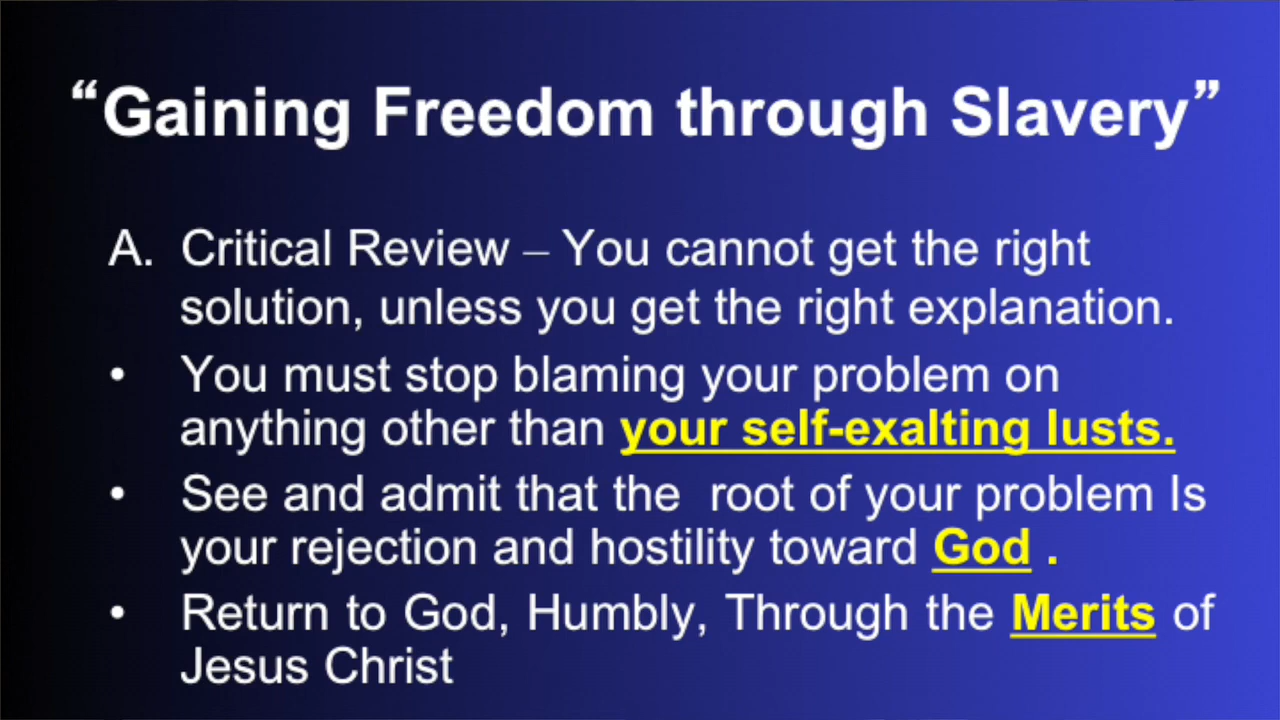 “Gaining Freedom through Slavery”
A. Critical Review – You cannot get the right
solution, unless you get the right explanation.
• You must stop blaming your problem on
anything other than your self-exalting lusts.
• See and admit that the  root of your problem Is
your rejection and hostility toward God .
• Return to God, Humbly, Through the Merits of
Jesus Christ